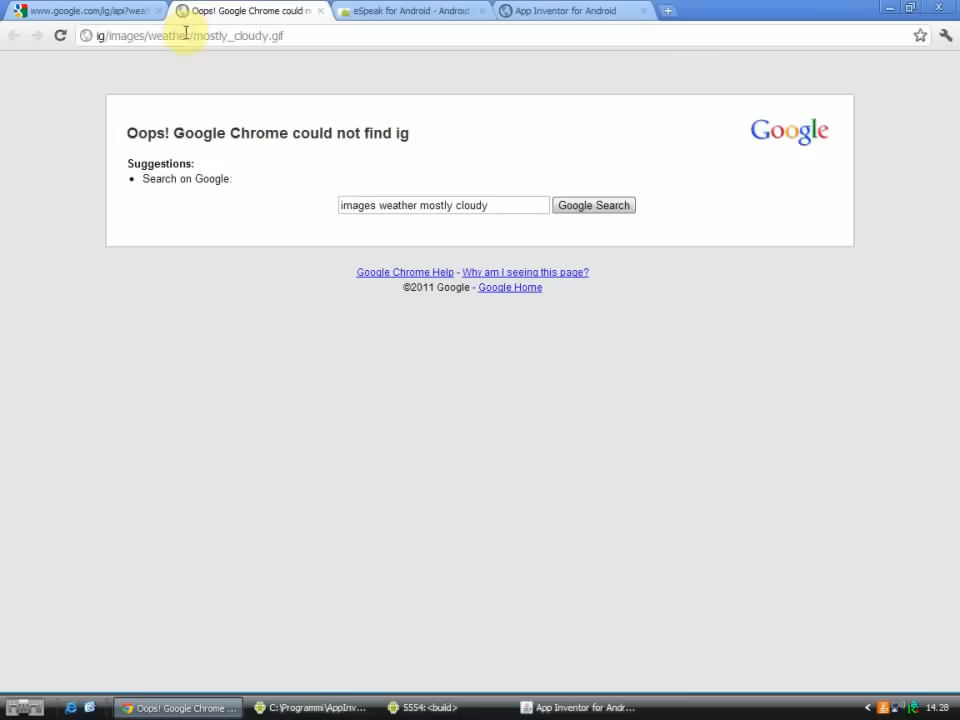 www.google.com/ig/api?weat
Oops! Google Chrome could n
eSpeak for Android - Android
App Inventor for Android
ig/images/weather/mostly_cloudy.gif
Oops! Google Chrome could not find ig
Google
Suggestions:
Search on Google:
images weather mostly cloudy
Google Search
Google Chrome Help - Why am I seeing this page?
©2011 Google - Google Home
Oops! Google Chrome ...
C:\Programmi\AppInv...
5554:<build>
App Inventor for Andr...
14.28